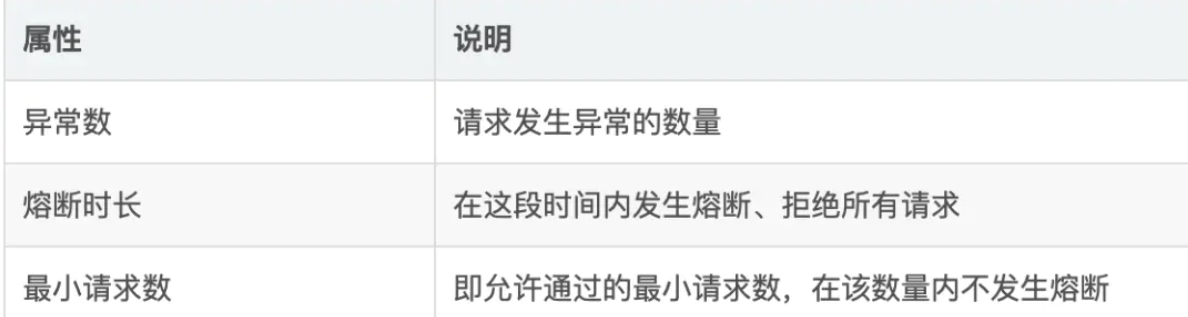 属性 说明
异常数 请求发生异常的数量
熔断时长 在这段时间内发生熔断、拒绝所有请求
最小请求数 即允许通过的最小请求数，在该数量内不发生熔断